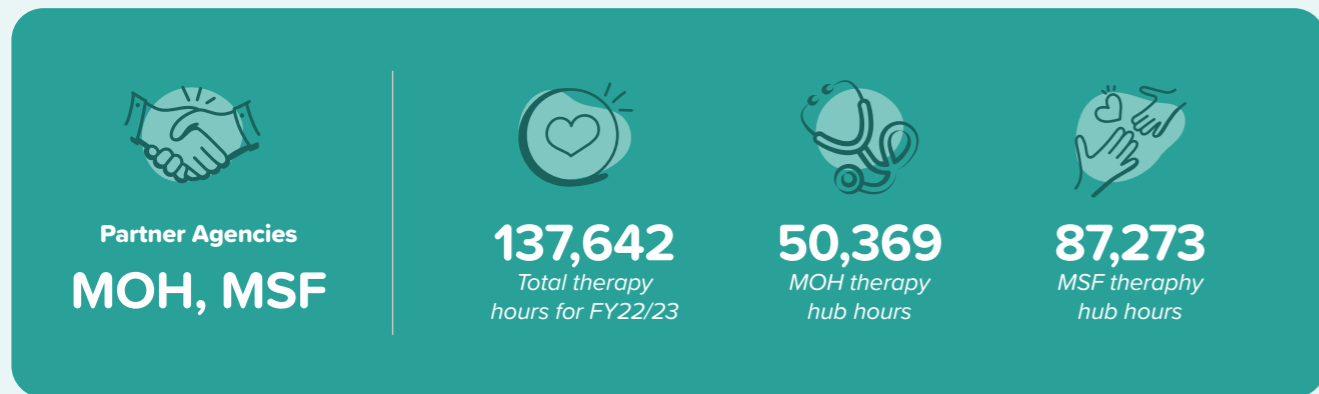 Partner Agencies
MOH, MSF
137,642
Total therapy
hours for FY22/23
50,369
MOH therapy
hub hours
87,273
MSF theraphy
hub hours